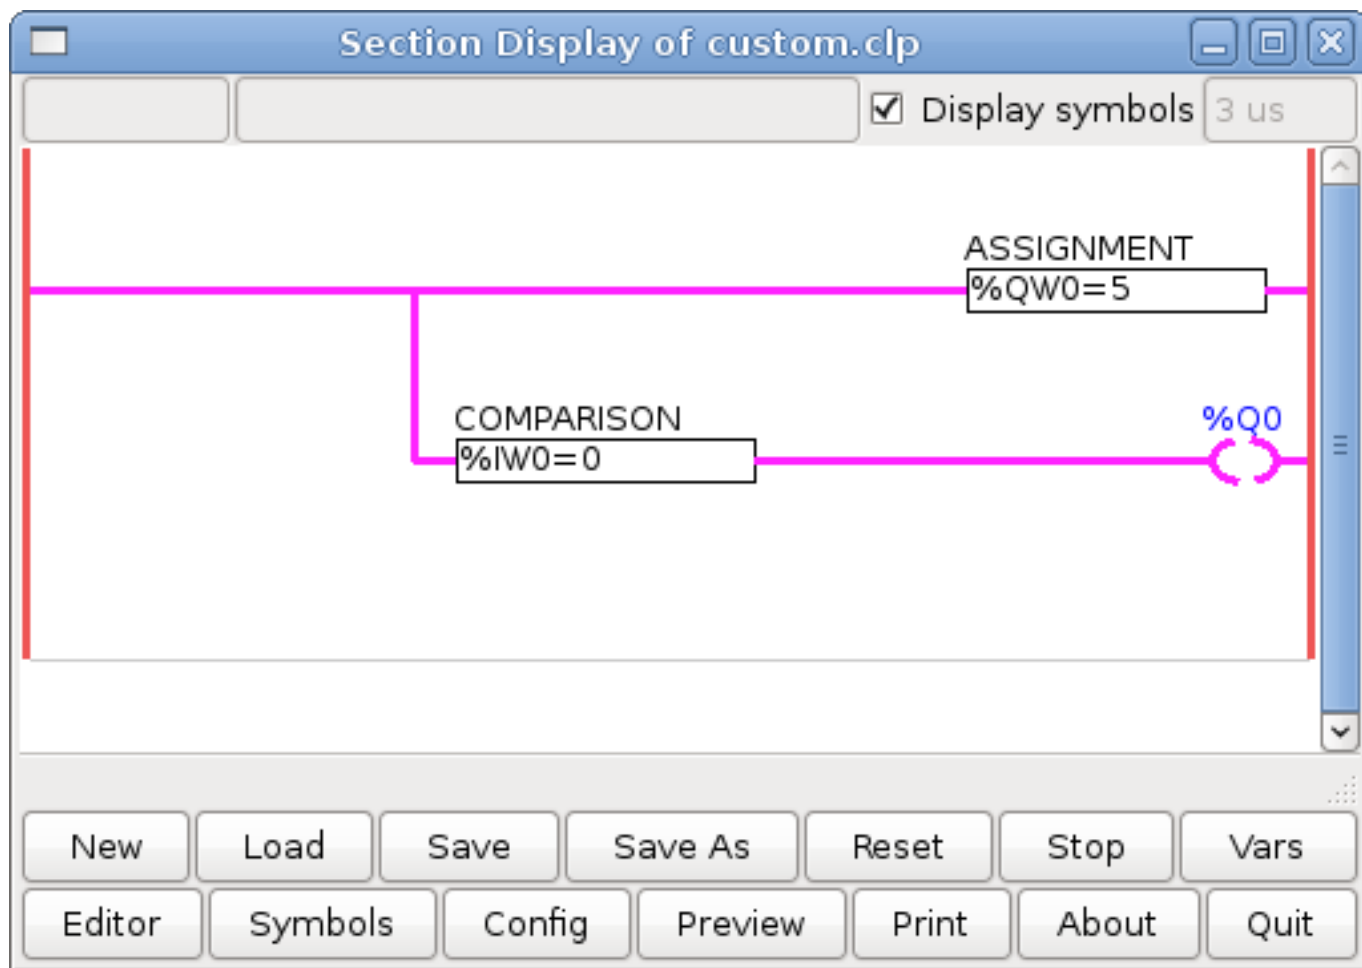 Section Display of custom.clp
Display symbols 3 us
ASSIGNMENT
%QW0=5
COMPARISON %Q0
%IW0=0
New Load Save Save As Reset Stop Vars
Editor Symbols Config Preview Print About Quit